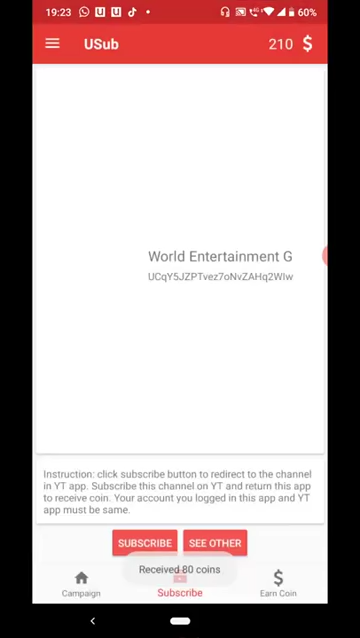 19:23 60%
USub 210 $
World Entertainment G
UCqY5JZPTvez7oNvZAHq2WIw
Instruction: click subscribe button to redirect to the channel
in YT app. Subscribe this channel on YT and return this app
to receive coin. Your account you logged in this app and YT
app must be same.
SUBSCRIBE SEE OTHER
Received 80 coins
Campaign Subscribe Earn Coin